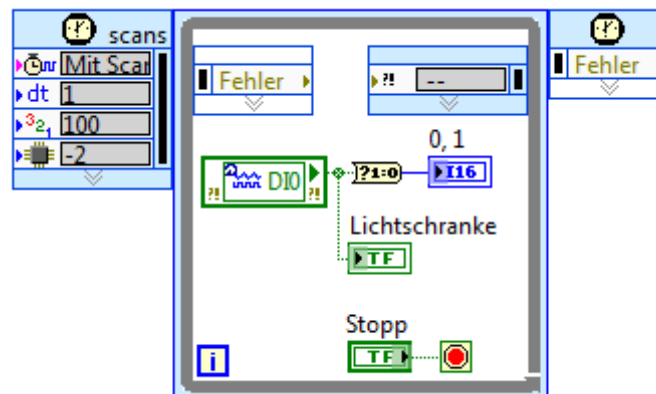 scans
Mit Scan
dt 1
321 100
-2
Fehler
?! --
Fehler
?! DI0 ?!
?1:0
0, 1
I16
Lichtschranke
TF
Stopp
TF
i